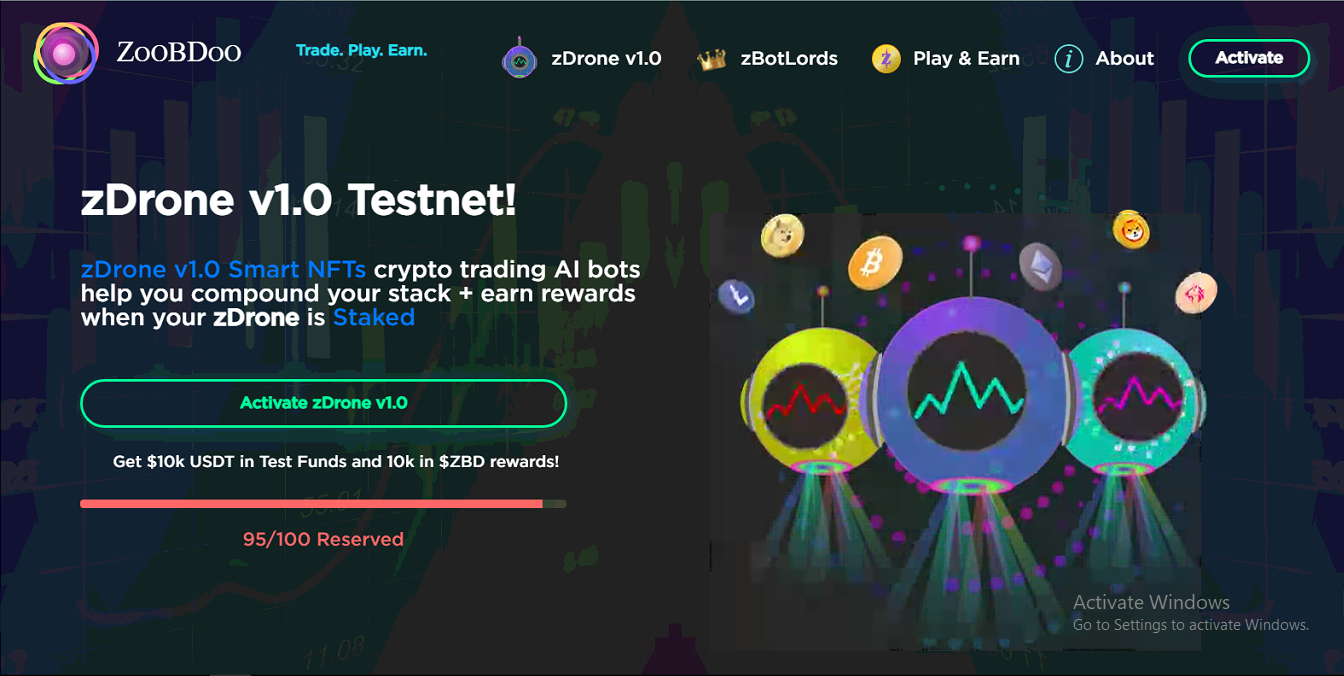 ZooBDoo
Trade. Play. Earn.
zDrone v1.0
zBotLords
Play & Earn
About
Activate
zDrone v1.0 Testnet!
zDrone v1.0 Smart NFTs crypto trading AI bots
help you compound your stack + earn rewards
when your zDrone is Staked
Activate zDrone v1.0
Get $10k USDT in Test Funds and 10k in $ZBD rewards!
95/100 Reserved
11.08
Activate Windows
Go to Settings to activate Windows.